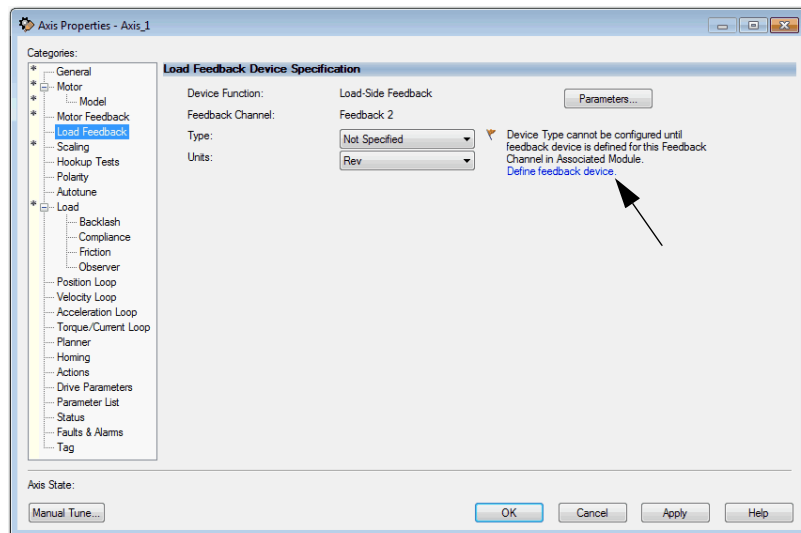 Axis Properties - Axis_1
Categories:
* General
* Motor
* Model
* Motor Feedback
Load Feedback
* Scaling
Hookup Tests
Polarity
Autotune
* Load
Backlash
Compliance
Friction
Observer
Position Loop
Velocity Loop
Acceleration Loop
Torque/Current Loop
Planner
Homing
Actions
Drive Parameters
Parameter List
Status
Faults & Alarms
Tag
Load Feedback Device Specification
Device Function: Load-Side Feedback
Parameters...
Feedback Channel: Feedback 2
Type: Not Specified
Units: Rev
Device Type cannot be configured until
feedback device is defined for this Feedback
Channel in Associated Module.
Define feedback device.
Axis State:
Manual Tune...
OK Cancel Apply Help